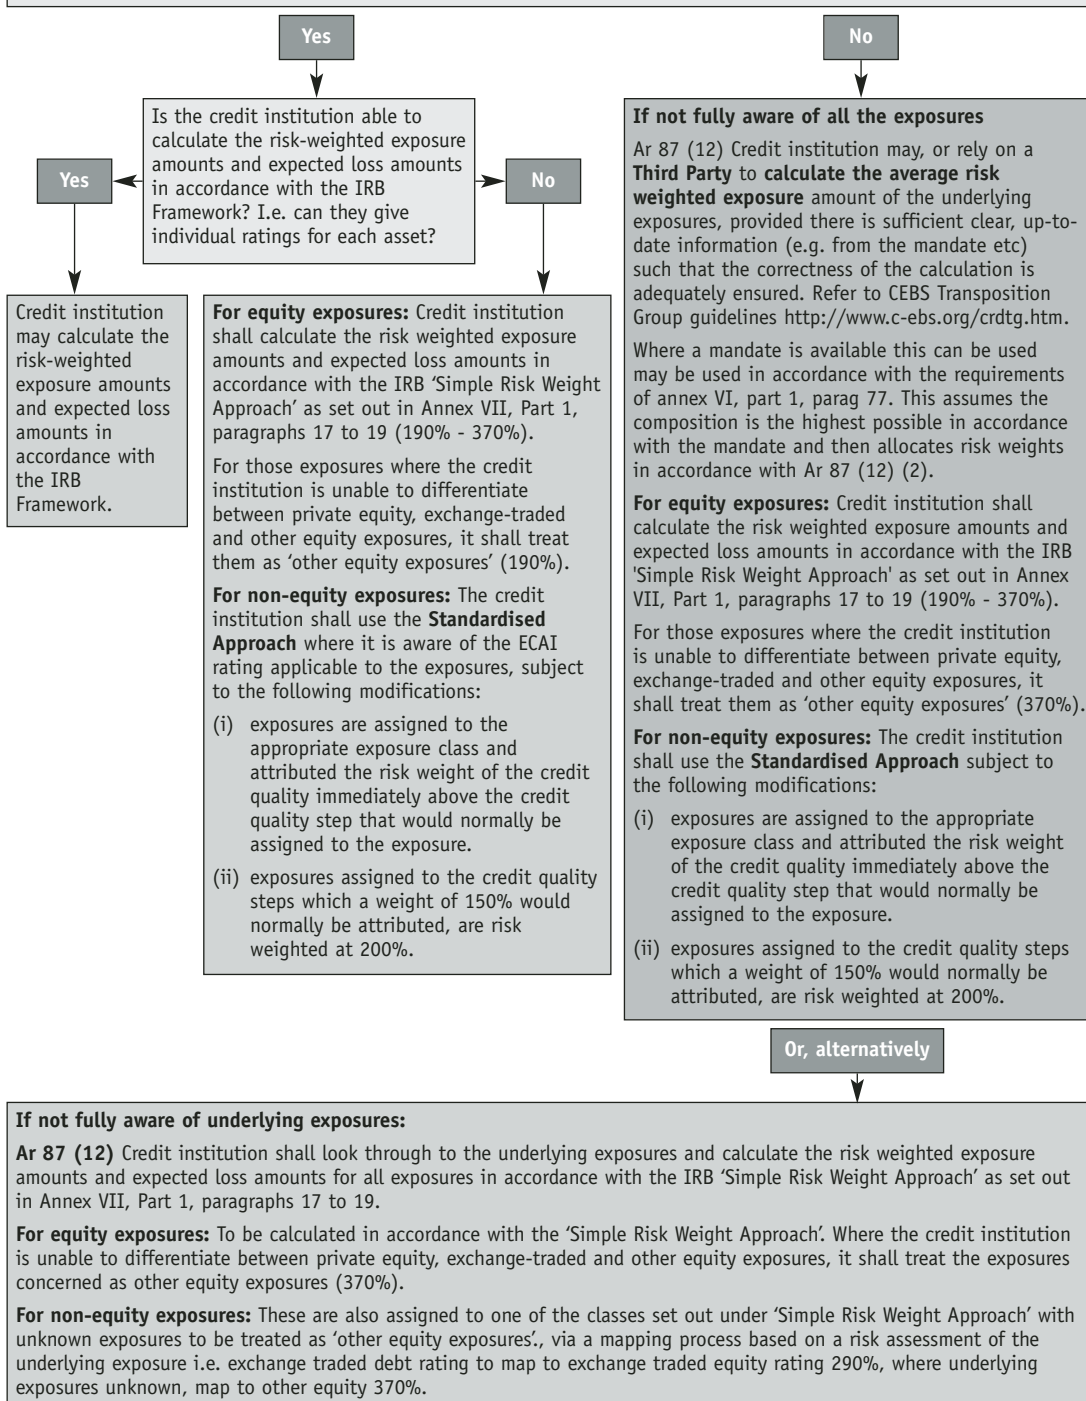 Yes
No
Is the credit institution able to
calculate the risk-weighted exposure
amounts and expected loss amounts
in accordance with the IRB
Framework? I.e. can they give
individual ratings for each asset?
Yes
No
Credit institution
may calculate the
risk-weighted
exposure amounts
and expected loss
amounts in
accordance with
the IRB
Framework.
For equity exposures: Credit institution
shall calculate the risk weighted exposure
amounts and expected loss amounts in
accordance with the IRB ‘Simple Risk Weight
Approach’ as set out in Annex VII, Part 1,
paragraphs 17 to 19 (190% - 370%).
For those exposures where the credit
institution is unable to differentiate
between private equity, exchange-traded
and other equity exposures, it shall treat
them as ‘other equity exposures’ (190%).
For non-equity exposures: The credit
institution shall use the Standardised
Approach where it is aware of the ECAI
rating applicable to the exposures, subject
to the following modifications:
(i) exposures are assigned to the
appropriate exposure class and
attributed the risk weight of the credit
quality immediately above the credit
quality step that would normally be
assigned to the exposure.
(ii) exposures assigned to the credit quality
steps which a weight of 150% would
normally be attributed, are risk
weighted at 200%.
If not fully aware of all the exposures
Ar 87 (12) Credit institution may, or rely on a
Third Party to calculate the average risk
weighted exposure amount of the underlying
exposures, provided there is sufficient clear, up-to-
date information (e.g. from the mandate etc)
such that the correctness of the calculation is
adequately ensured. Refer to CEBS Transposition
Group guidelines http://www.c-ebs.org/crdtg.htm.
Where a mandate is available this can be used
may be used in accordance with the requirements
of annex VI, part 1, parag 77. This assumes the
composition is the highest possible in accordance
with the mandate and then allocates risk weights
in accordance with Ar 87 (12) (2).
For equity exposures: Credit institution shall
calculate the risk weighted exposure amounts and
expected loss amounts in accordance with the IRB
'Simple Risk Weight Approach' as set out in Annex
VII, Part 1, paragraphs 17 to 19 (190% - 370%).
For those exposures where the credit institution
is unable to differentiate between private equity,
exchange-traded and other equity exposures, it
shall treat them as ‘other equity exposures’ (370%).
For non-equity exposures: The credit institution
shall use the Standardised Approach subject to
the following modifications:
(i) exposures are assigned to the appropriate
exposure class and attributed the risk weight
of the credit quality immediately above the
credit quality step that would normally be
assigned to the exposure.
(ii) exposures assigned to the credit quality steps
which a weight of 150% would normally be
attributed, are risk weighted at 200%.
Or, alternatively
If not fully aware of underlying exposures:
Ar 87 (12) Credit institution shall look through to the underlying exposures and calculate the risk weighted exposure
amounts and expected loss amounts for all exposures in accordance with the IRB ‘Simple Risk Weight Approach’ as set out
in Annex VII, Part 1, paragraphs 17 to 19.
For equity exposures: To be calculated in accordance with the ‘Simple Risk Weight Approach’. Where the credit institution
is unable to differentiate between private equity, exchange-traded and other equity exposures, it shall treat the exposures
concerned as other equity exposures (370%).
For non-equity exposures: These are also assigned to one of the classes set out under ‘Simple Risk Weight Approach’ with
unknown exposures to be treated as ‘other equity exposures’., via a mapping process based on a risk assessment of the
underlying exposure i.e. exchange traded debt rating to map to exchange traded equity rating 290%, where underlying
exposures unknown, map to other equity 370%.